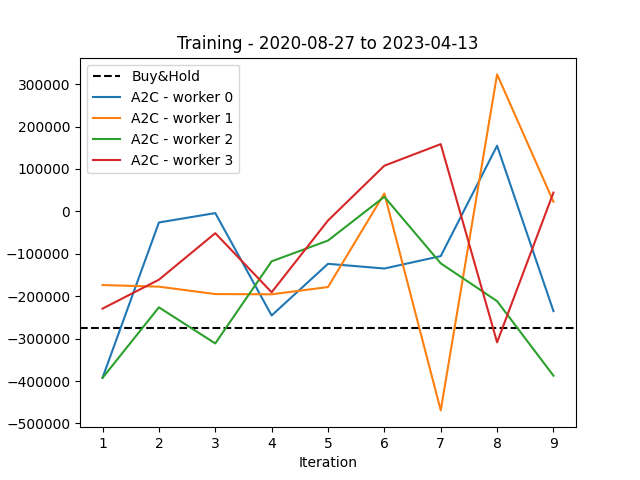 Training - 2020-08-27 to 2023-04-13
Buy&Hold
A2C - worker 0
A2C - worker 1
A2C - worker 2
A2C - worker 3
300000
200000
100000
0
−100000
−200000
−300000
−400000
−500000
1 2 3 4 5 6 7 8 9
Iteration